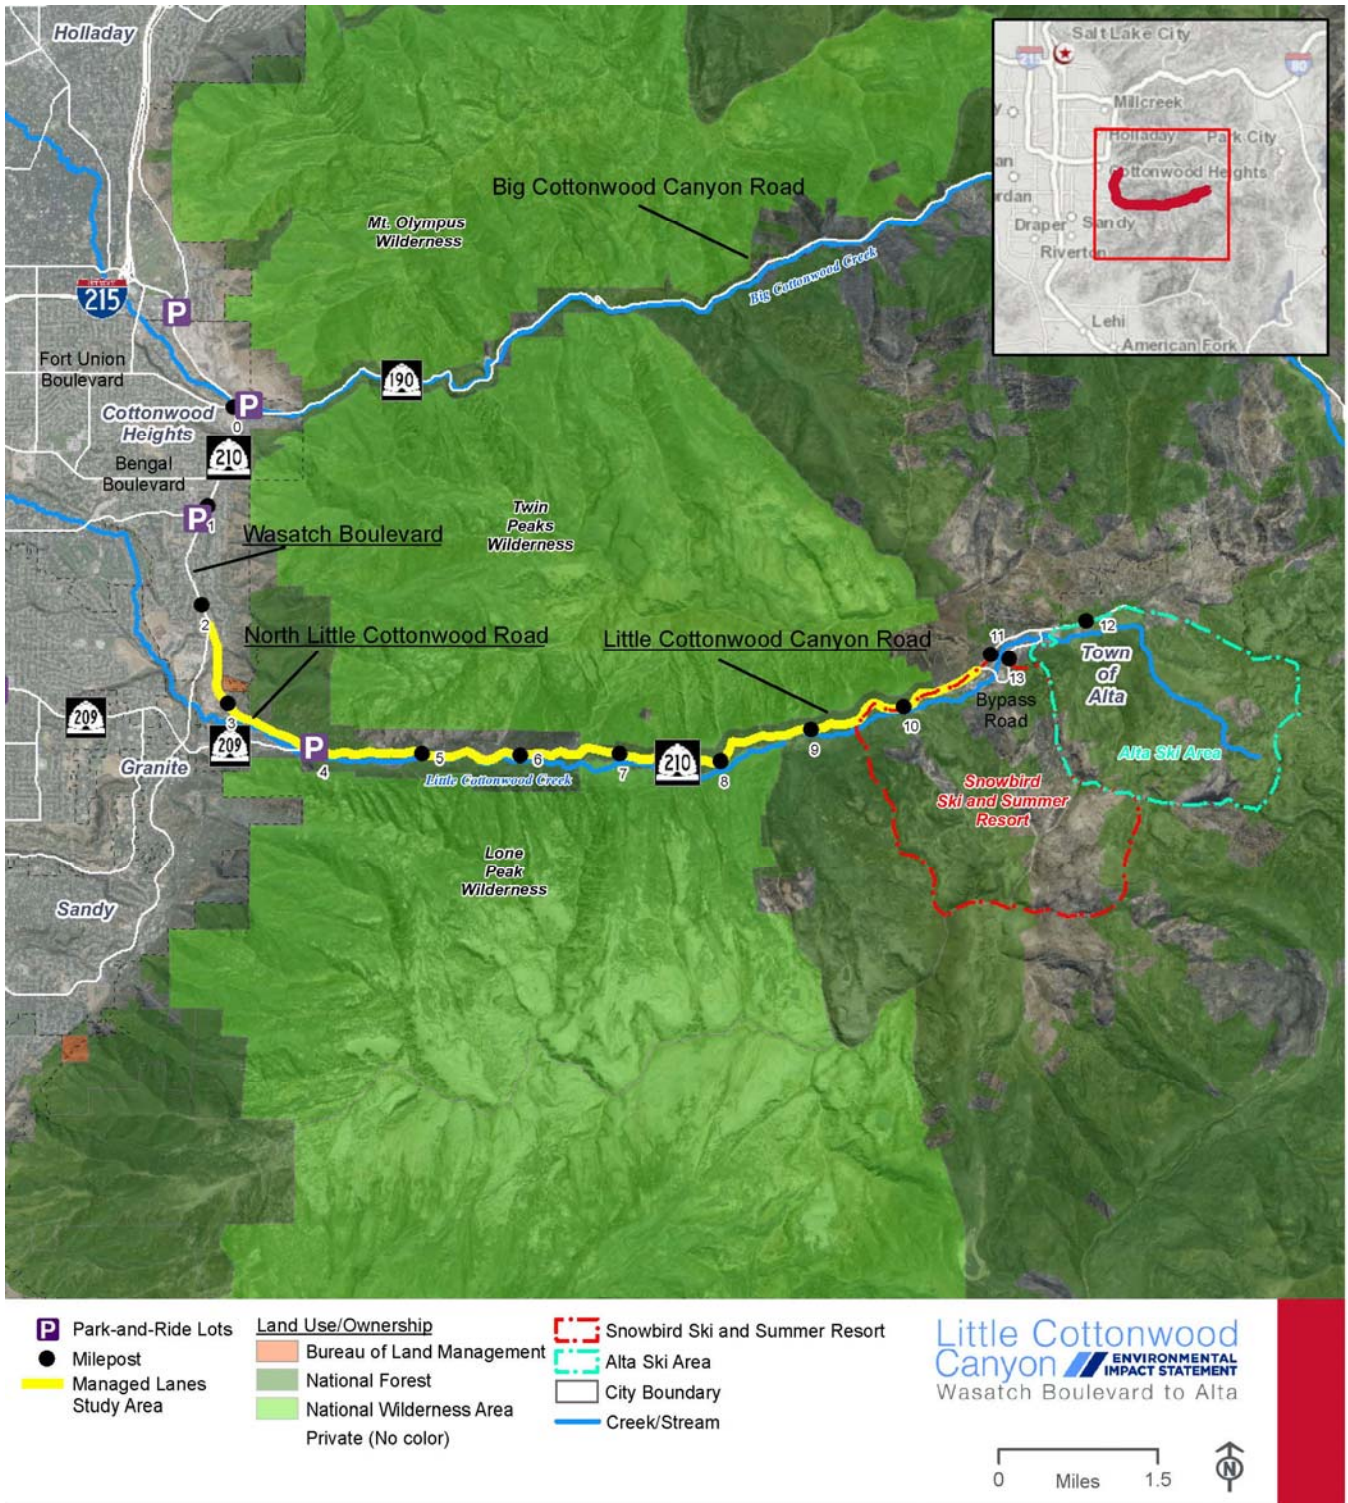 Holladay
Salt Lake City
215
80
Millcreek
Holladay
Park City
Cottonwood Heights
Draper
Sandy
Riverton
Lehi
American Fork
Big Cottonwood Canyon Road
Mt. Olympus
Wilderness
Big Cottonwood Creek
215
P
Fort Union
Boulevard
190
P
0
Cottonwood
Heights
210
Bengal
Boulevard
P
1
Twin
Peaks
Wilderness
Wasatch Boulevard
2
North Little Cottonwood Road
Little Cottonwood Canyon Road
11
12
13
Town
of
Alta
Bypass
Road
209
3
209
P
4
5
6
7
210
8
9
10
Granite
Little Cottonwood Creek
Alta Ski Area
Snowbird
Ski and Summer
Resort
Lone
Peak
Wilderness
Sandy
P Park-and-Ride Lots
Milepost
Managed Lanes
Study Area
Land Use/Ownership
Bureau of Land Management
National Forest
National Wilderness Area
Private (No color)
Snowbird Ski and Summer Resort
Alta Ski Area
City Boundary
Creek/Stream
Little Cottonwood
Canyon ENVIRONMENTAL
IMPACT STATEMENT
Wasatch Boulevard to Alta
0 Miles 1.5
N